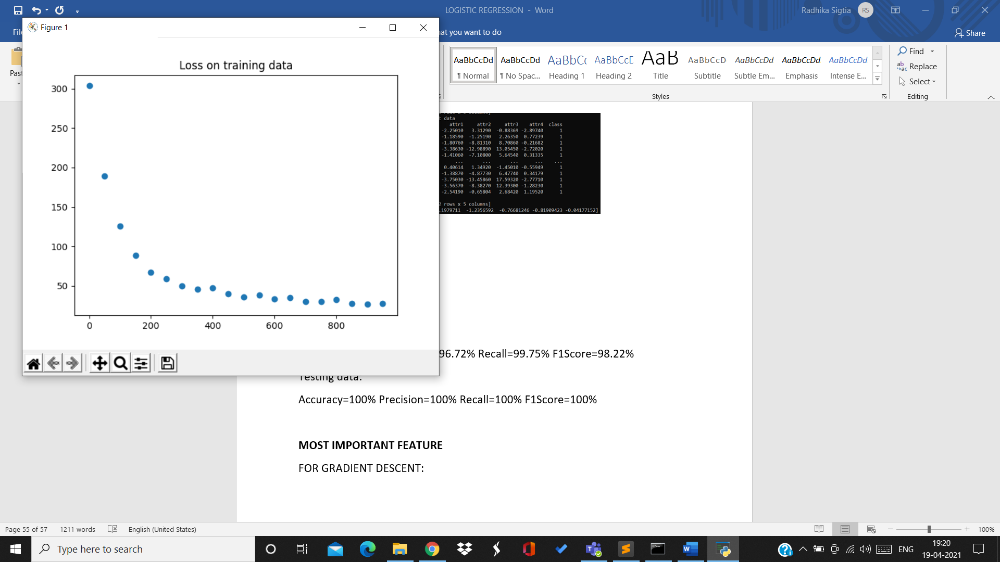 LOGISTIC REGRESSION - Word
Radhika Sigtia
RS
Figure 1
hat you want to do
Share
AaBbCcDd AaBbCcDd AaBbCc AaBbCcD AaB AaBbCcD AaBbCcDd AaBbCcDd AaBbCcDd
¶ Normal ¶ No Spac... Heading 1 Heading 2 Title Subtitle Subtle Em... Emphasis Intense E...
Styles
Find
Replace
Select
Editing
Loss on training data
300
250
200
150
100
50
0 200 400 600 800
rows x 5 columns]
t data
attr1 attr2 attr3 attr4 class
-2.25010 3.31290 -0.88369 -2.89740 1
-1.18590 -1.25190 2.26350 0.77239 1
-1.80760 -8.81310 8.70860 -0.21682 1
-3.38630 -12.98890 13.05450 -2.72020 1
-1.41060 -7.10800 5.64540 0.31335 1
... ... ... ... ...
0.40614 1.34920 -1.45010 -0.55949 1
-1.38870 -4.87730 6.47740 0.34179 1
-3.75030 -13.45860 17.59320 -2.77710 1
-3.56370 -8.38270 12.39300 -1.28230 1
-2.54190 -0.65804 2.68420 1.19520 1
2 rows x 5 columns]
.1979711 -1.2356592 -0.76681246 -0.81909423 -0.04177152]
96.72% Recall=99.75% F1Score=98.22%
Testing data:
Accuracy=100% Precision=100% Recall=100% F1Score=100%
MOST IMPORTANT FEATURE
FOR GRADIENT DESCENT:
Page 55 of 57 1211 words English (United States) 100%
Type here to search
ENG
19:20
19-04-2021